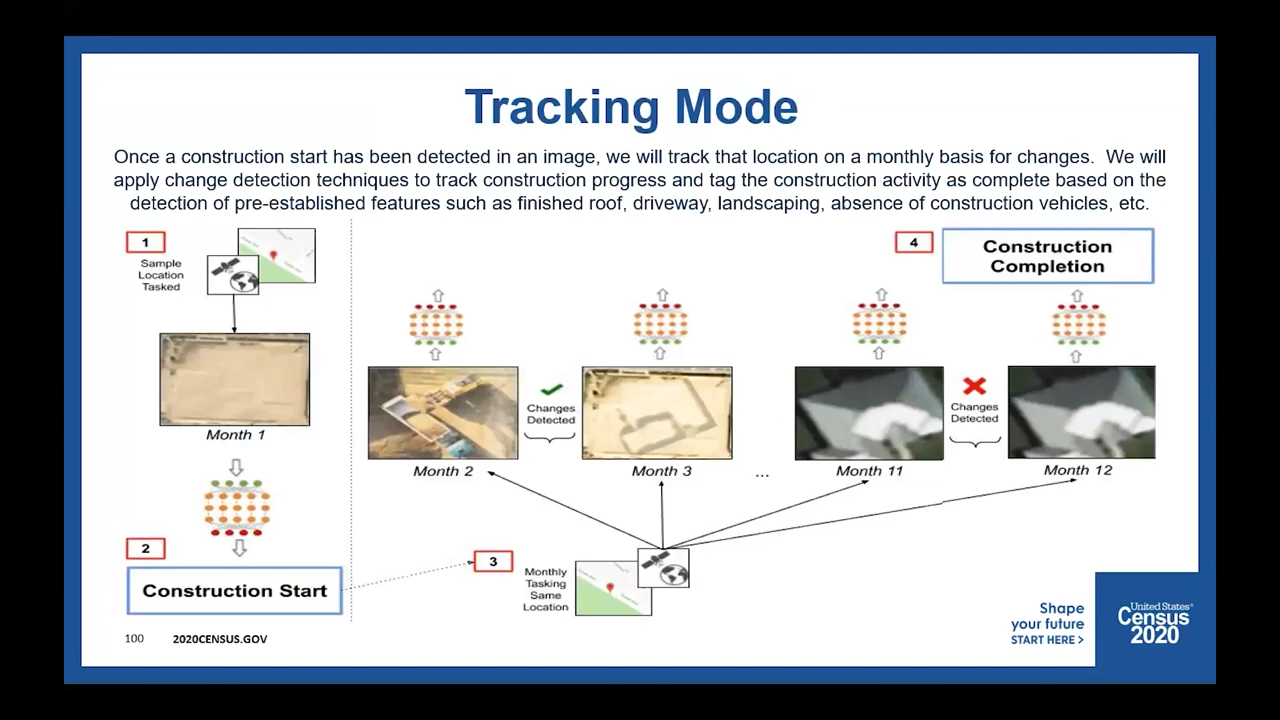 Tracking Mode
Once a construction start has been detected in an image, we will track that location on a monthly basis for changes. We will
apply change detection techniques to track construction progress and tag the construction activity as complete based on the
detection of pre-established features such as finished roof, driveway, landscaping, absence of construction vehicles, etc.
1
Sample
Location
Tasked
Month 1
2
Construction Start
3
Monthly
Tasking
Same
Location
Month 2
Changes
Detected
Month 3
...
Month 11
Changes
Detected
Month 12
4
Construction
Completion
100
2020CENSUS.GOV
Shape
your future
START HERE >
United States®
Census
2020